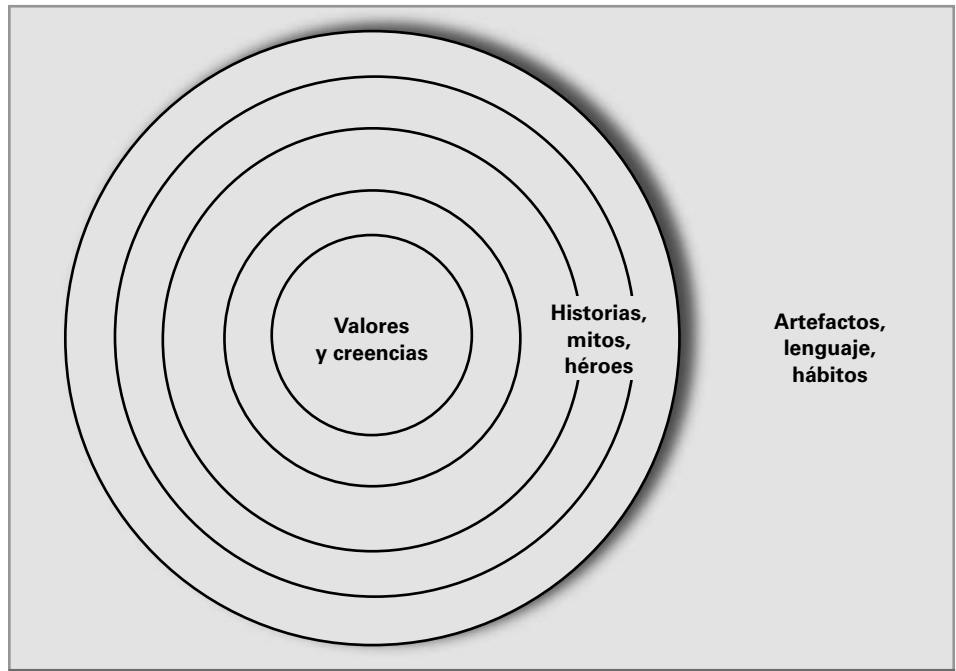 Valores
y creencias
Historias,
mitos,
héroes
Artefactos,
lenguaje,
hábitos